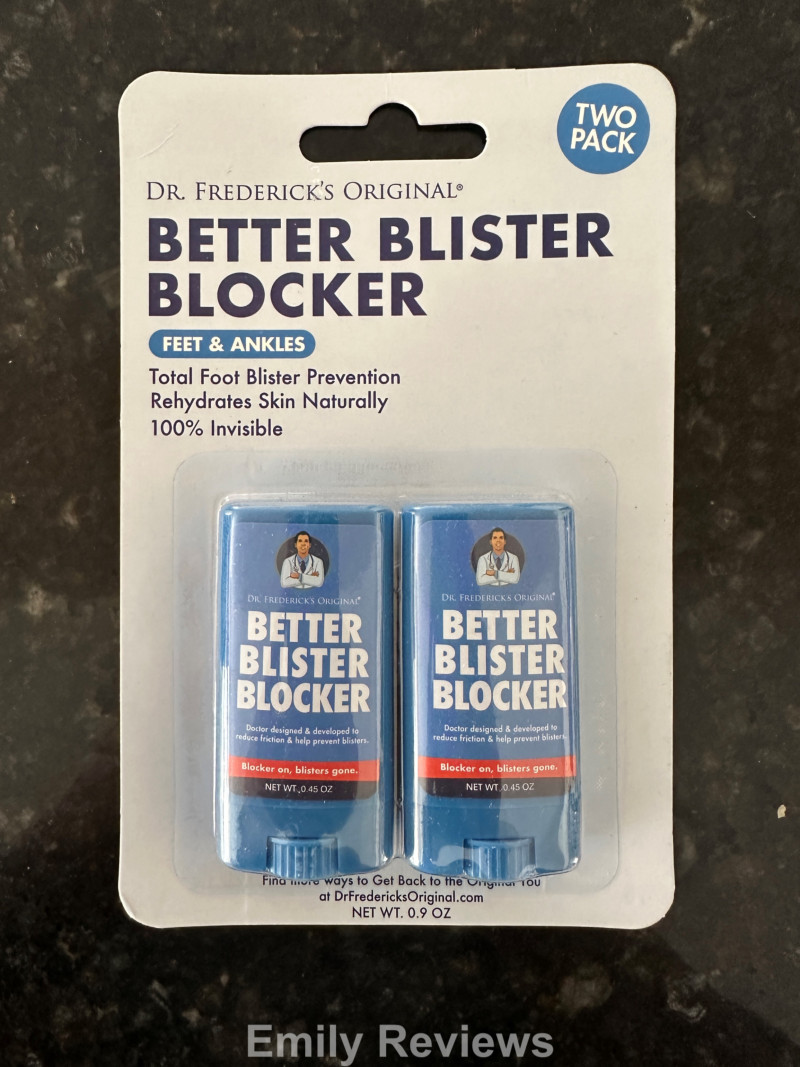 TWO
PACK
DR. FREDERICK'S ORIGINAL®
BETTER BLISTER
BLOCKER
FEET & ANKLES
Total Foot Blister Prevention
Rehydrates Skin Naturally
100% Invisible
DR. FREDERICK'S ORIGINAL®
BETTER
BLISTER
BLOCKER
Doctor designed & developed to
reduce friction & help prevent blisters.
Blocker on, blisters gone.
NET WT. 0.45 OZ
DR. FREDERICK'S ORIGINAL®
BETTER
BLISTER
BLOCKER
Doctor designed & developed to
reduce friction & help prevent blisters.
Blocker on, blisters gone.
NET WT. 0.45 OZ
Find more ways to Get Back to the Original You
at DrFredericksOriginal.com
NET WT. 0.9 OZ
Emily Reviews